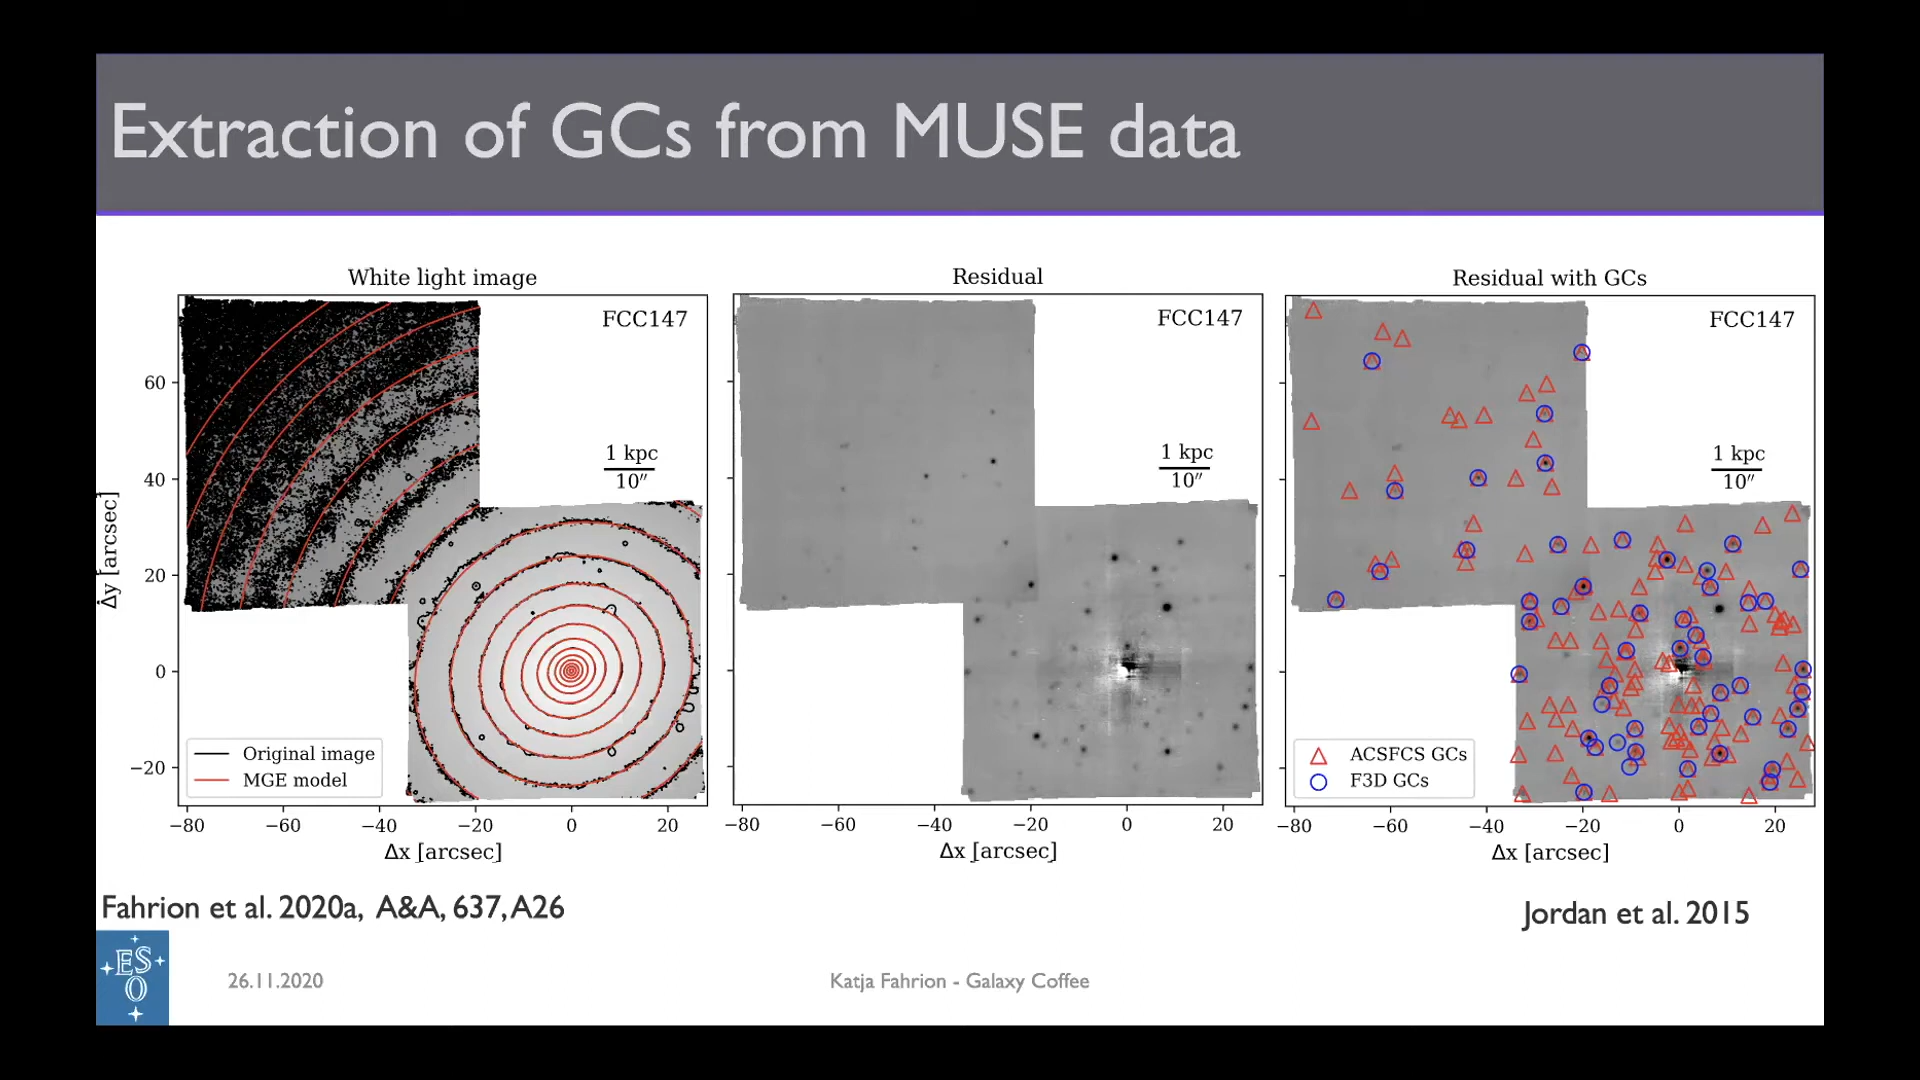 Extraction of GCs from MUSE data
White light image
FCC147
1 kpc
10″
Original image
MGE model
60
40
20
0
−20
Δy [arcsec]
−80
−60
−40
−20
0
20
Δx [arcsec]
Residual
FCC147
1 kpc
10″
−80
−60
−40
−20
0
20
Δx [arcsec]
Residual with GCs
FCC147
1 kpc
10″
ACSFCS GCs
F3D GCs
−80
−60
−40
−20
0
20
Δx [arcsec]
Fahrion et al. 2020a, A&A, 637, A26
Jordan et al. 2015
ES
O
26.11.2020
Katja Fahrion - Galaxy Coffee